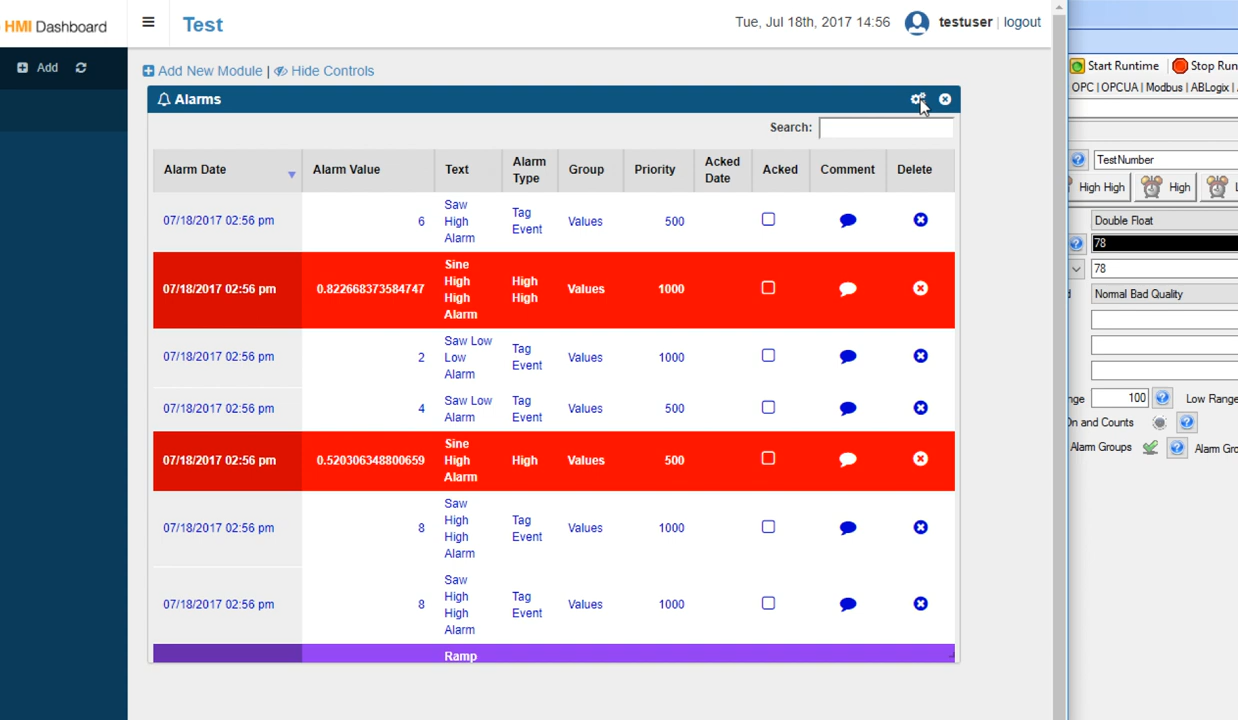 HMI Dashboard
Test
Tue, Jul 18th, 2017 14:56
testuser | logout
Add
Add New Module | Hide Controls
Alarms
Search:
Alarm Date
Alarm Value
Text
Alarm Type
Group
Priority
Acked Date
Acked
Comment
Delete
07/18/2017 02:56 pm 6 Saw High Alarm Tag Event Values 500
07/18/2017 02:56 pm 0.822668373584747 Sine High High Alarm High High Values 1000
07/18/2017 02:56 pm 2 Saw Low Low Alarm Tag Event Values 1000
07/18/2017 02:56 pm 4 Saw Low Alarm Tag Event Values 500
07/18/2017 02:56 pm 0.520306348800659 Sine High Alarm High Values 500
07/18/2017 02:56 pm 8 Saw High High Alarm Tag Event Values 1000
07/18/2017 02:56 pm 8 Saw High High Alarm Tag Event Values 1000
Ramp
Start Runtime
Stop Run
OPC | OPCUA | Modbus | ABLogix |
TestNumber
High High
High
Double Float
78
78
Normal Bad Quality
nge 100 Low Range
On and Counts
Alarm Groups
Alarm Gro